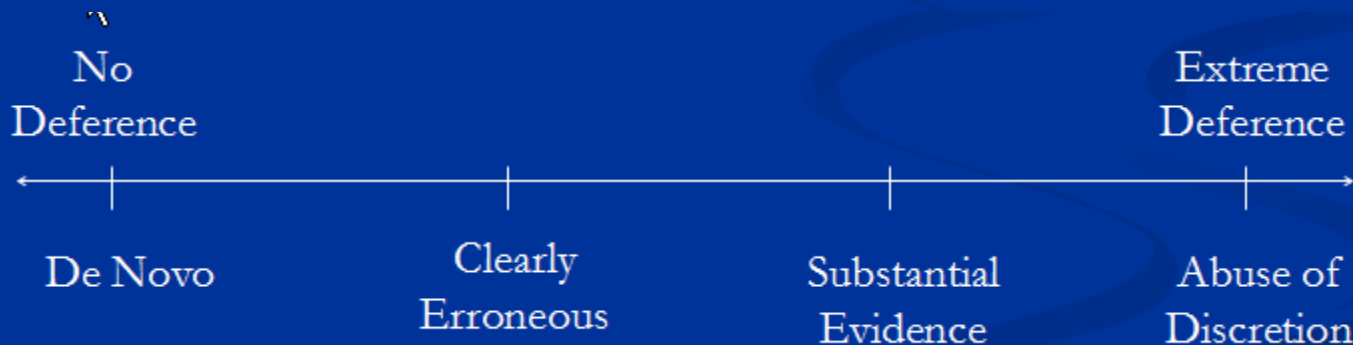 No
Deference
Extreme
Deference
De Novo
Clearly
Erroneous
Substantial
Evidence
Abuse of
Discretion